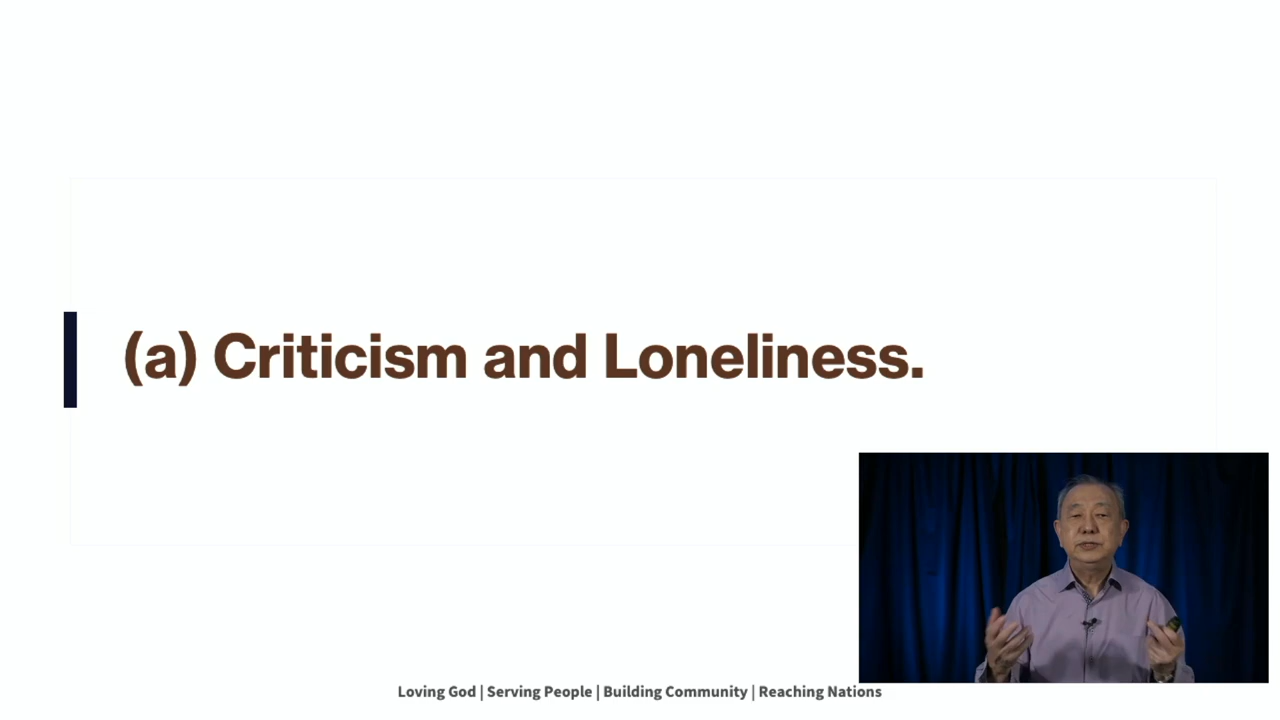 (a) Criticism and Loneliness.
Loving God | Serving People | Building Community | Reaching Nations